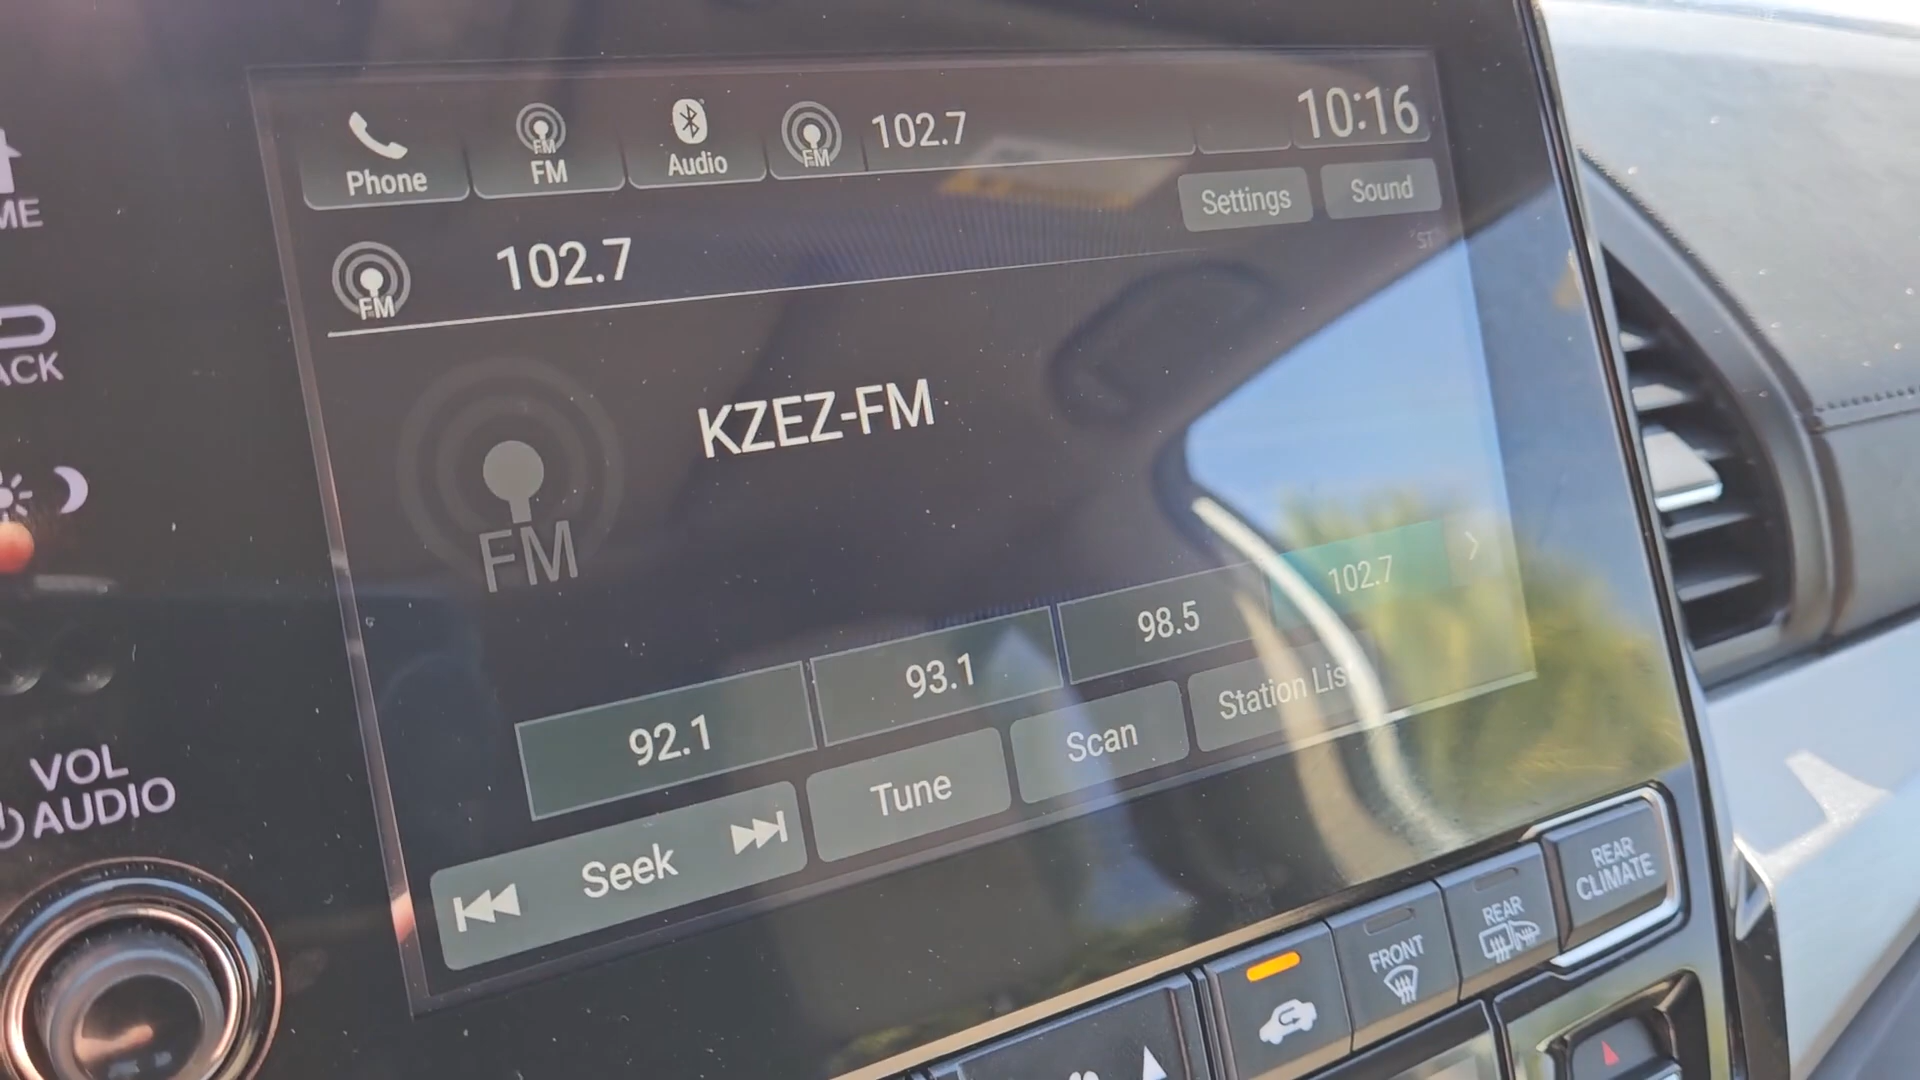 Phone
FM
FM
Audio
FM
102.7
10:16
Settings
Sound
FM
102.7
ST
KZEZ-FM
FM
92.1
93.1
98.5
102.7
Seek
Tune
Scan
Station List
VOL
AUDIO
FRONT
REAR
REAR
CLIMATE